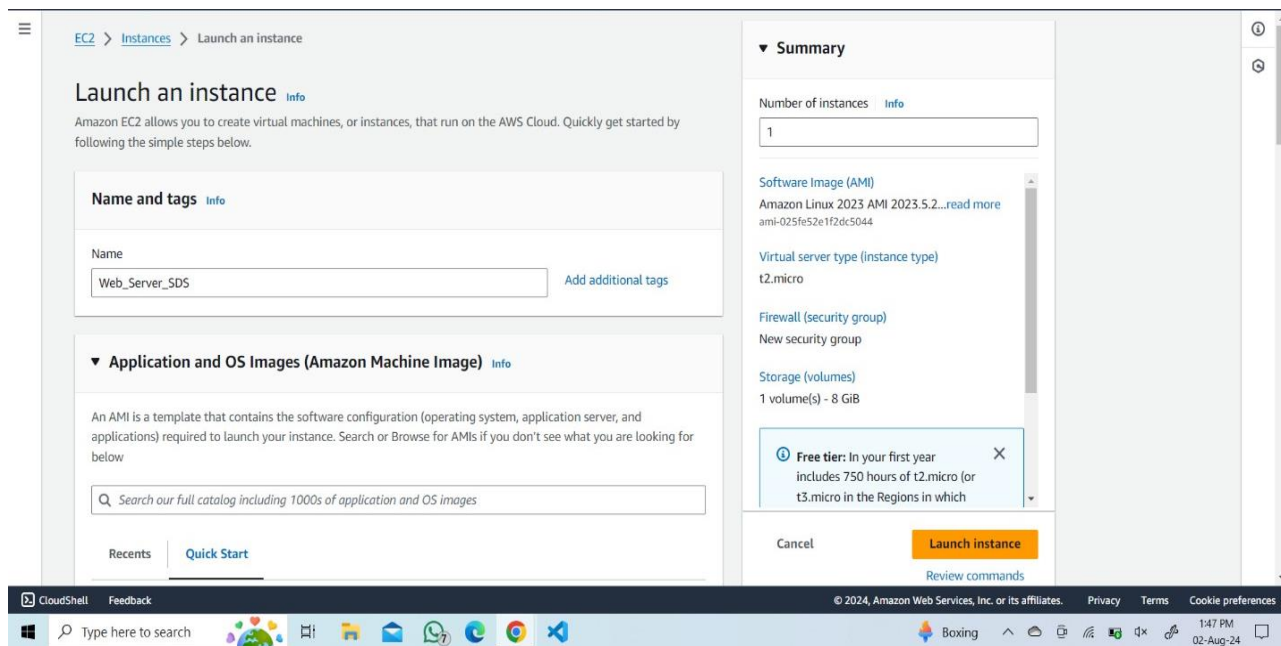 EC2 > Instances > Launch an instance
Launch an instance Info
Amazon EC2 allows you to create virtual machines, or instances, that run on the AWS Cloud. Quickly get started by
following the simple steps below.
Name and tags Info
Name
Web_Server_SDS
Add additional tags
Application and OS Images (Amazon Machine Image) Info
An AMI is a template that contains the software configuration (operating system, application server, and
applications) required to launch your instance. Search or Browse for AMIs if you don't see what you are looking for
below
Search our full catalog including 1000s of application and OS images
Recents
Quick Start
Summary
Number of instances Info
1
Software Image (AMI)
Amazon Linux 2023 AMI 2023.5.2...read more
ami-025fe52e1f2dc5044
Virtual server type (instance type)
t2.micro
Firewall (security group)
New security group
Storage (volumes)
1 volume(s) - 8 GiB
Free tier: In your first year
includes 750 hours of t2.micro (or
t3.micro in the Regions in which
Cancel
Launch instance
Review commands
CloudShell Feedback
© 2024, Amazon Web Services, Inc. or its affiliates. Privacy Terms Cookie preferences
Type here to search
7
Boxing
1:47 PM
02-Aug-24